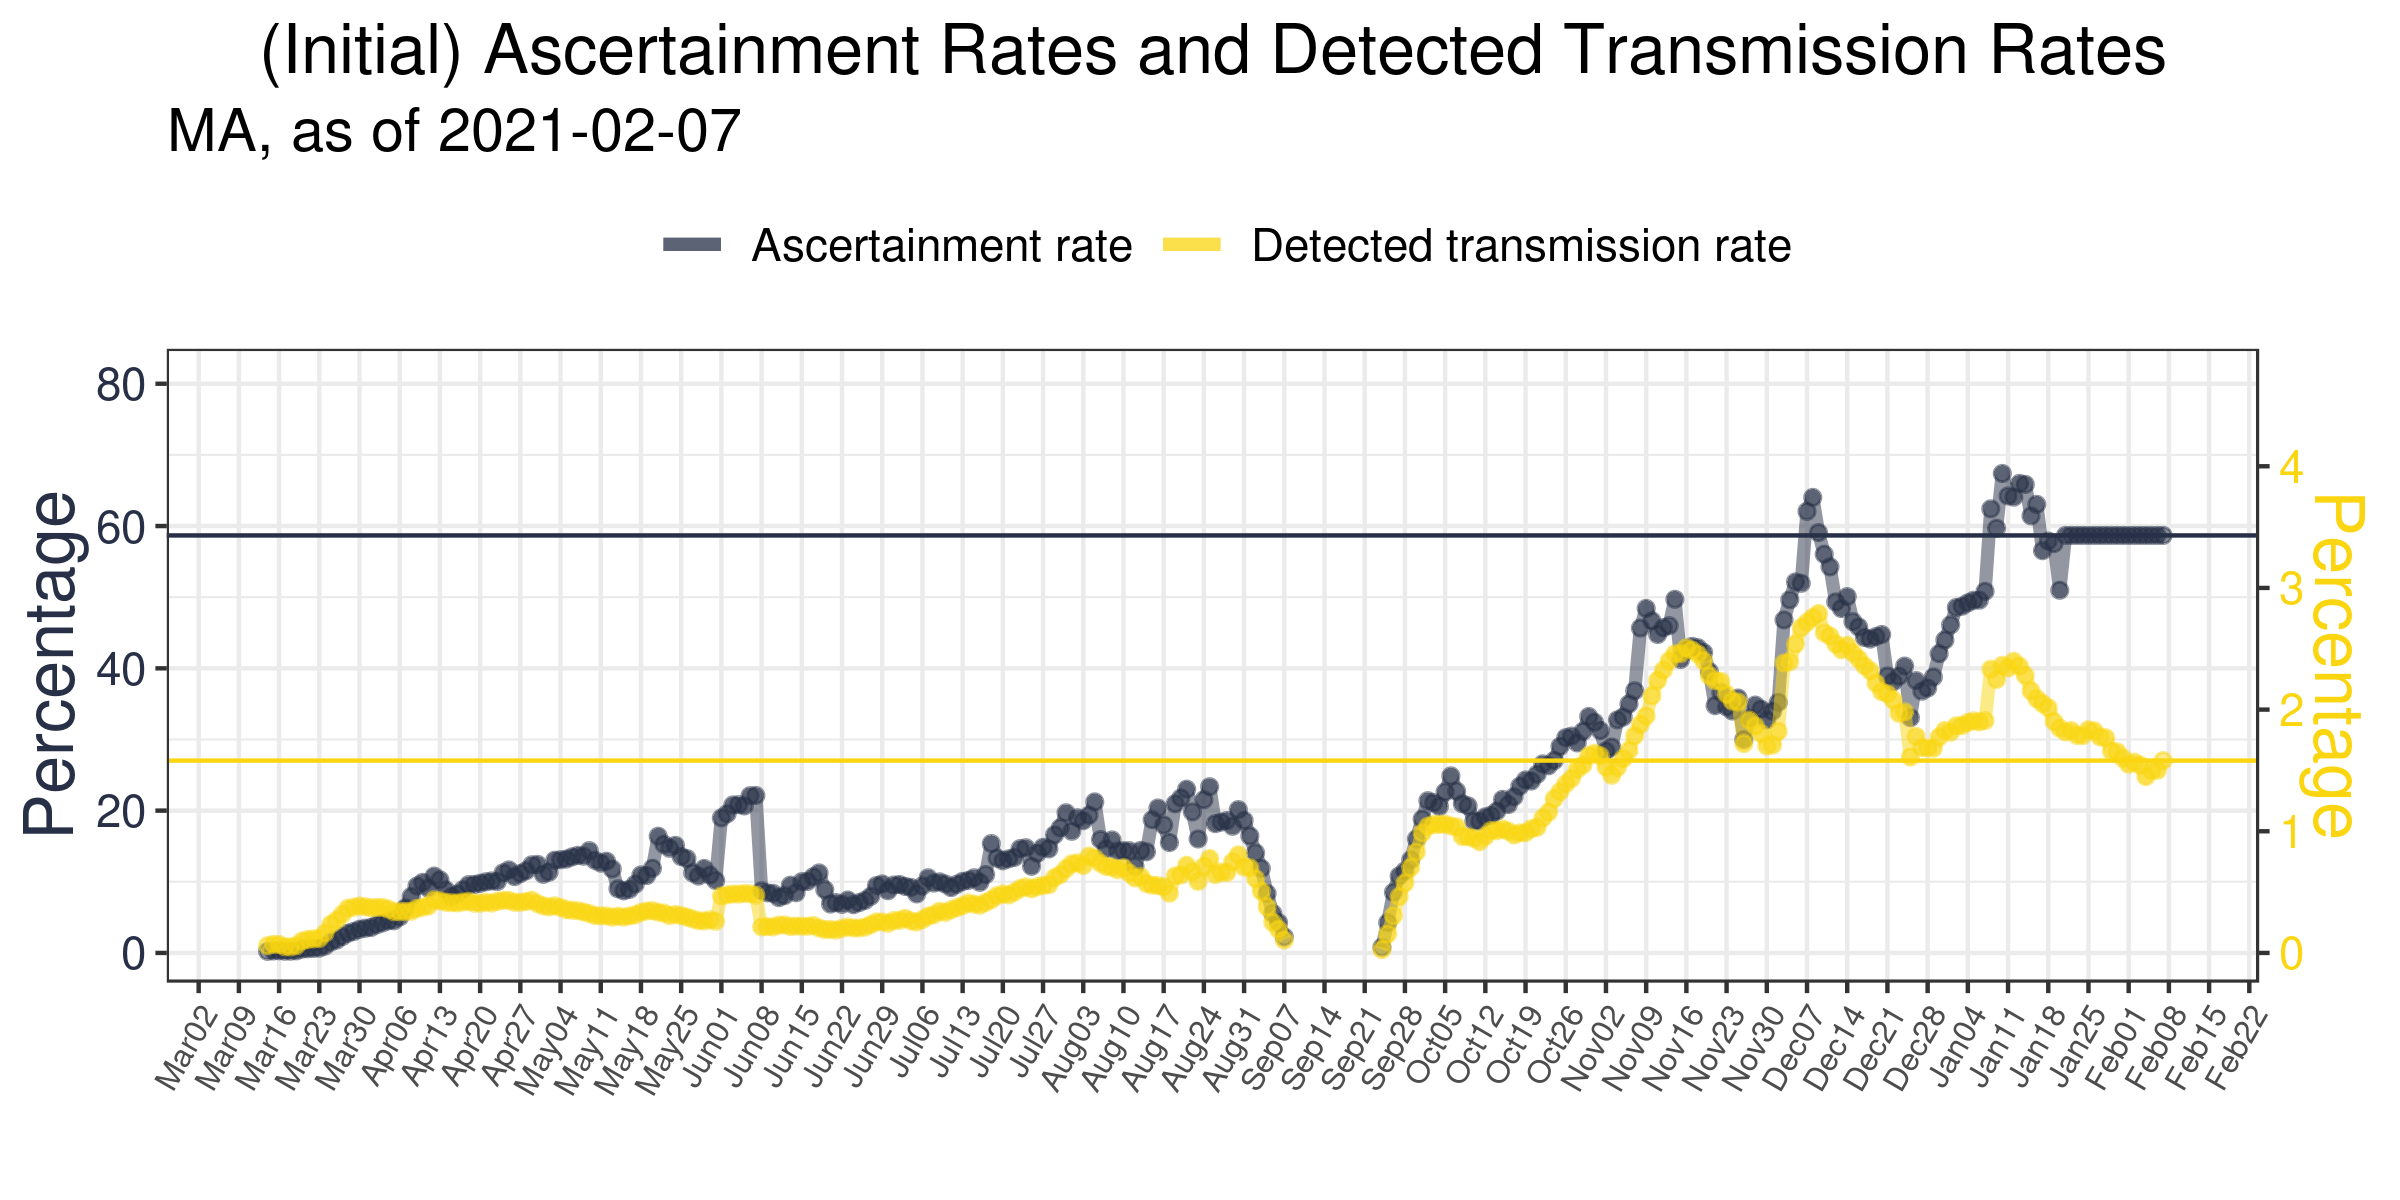 (Initial) Ascertainment Rates and Detected Transmission Rates
MA, as of 2021-02-07
Ascertainment rate Detected transmission rate
Percentage
80
60
40
20
0
4
3
2
1
0
Percentage
Mar02 Mar09 Mar16 Mar23 Mar30 Apr06 Apr13 Apr20 Apr27 May04 May11 May18 May25 Jun01 Jun08 Jun15 Jun22 Jun29 Jul06 Jul13 Jul20 Jul27 Aug03 Aug10 Aug17 Aug24 Aug31 Sep07 Sep14 Sep21 Sep28 Oct05 Oct12 Oct19 Oct26 Nov02 Nov09 Nov16 Nov23 Nov30 Dec07 Dec14 Dec21 Dec28 Jan04 Jan11 Jan18 Jan25 Feb01 Feb08 Feb15 Feb22